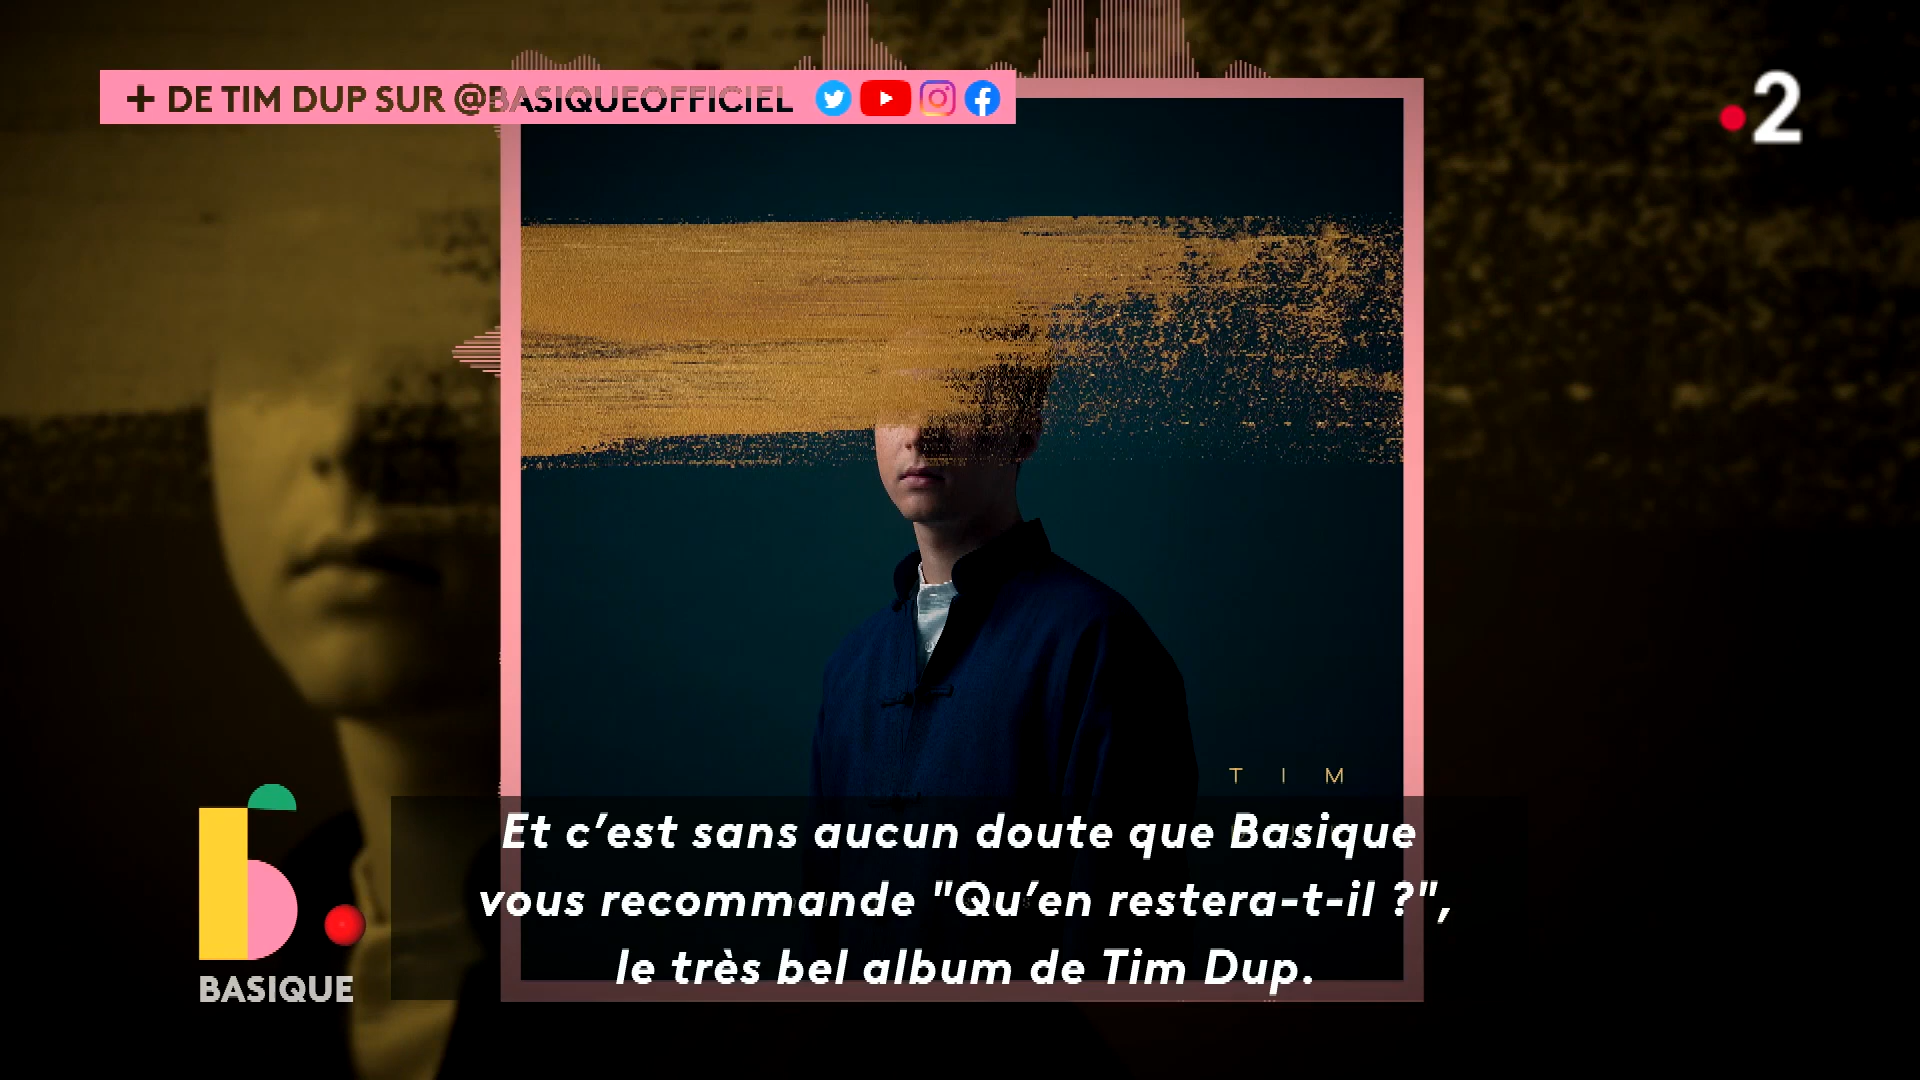 + DE TIM DUP SUR @BASIQUEOFFICIEL
2
TIM
Et c'est sans aucun doute que Basique
vous recommande "Qu'en restera-t-il ?",
le très bel album de Tim Dup.
b.
BASIQUE